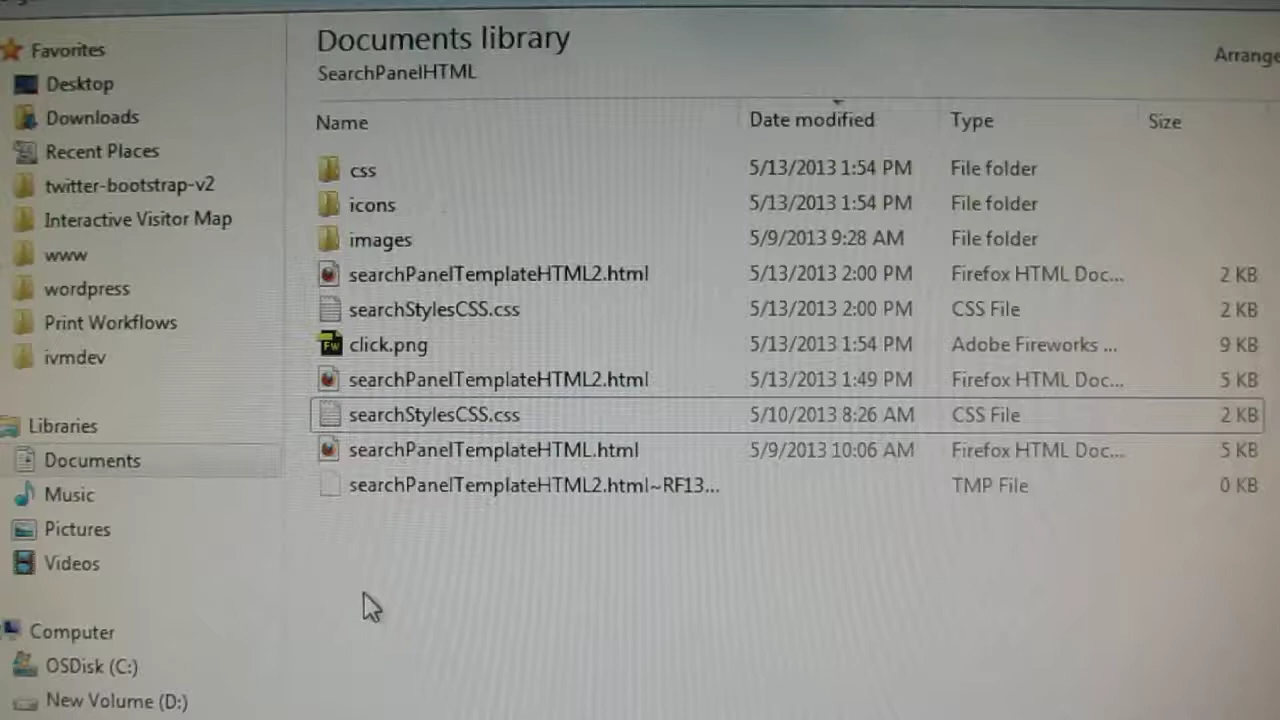 Favorites
Desktop
Downloads
Recent Places
twitter-bootstrap-v2
Interactive Visitor Map
www
wordpress
Print Workflows
ivmdev
Libraries
Documents
Music
Pictures
Videos
Computer
OSDisk (C:)
New Volume (D:)
Documents library
SearchPanelHTML
Arrange
Name Date modified Type Size
css 5/13/2013 1:54 PM File folder
icons 5/13/2013 1:54 PM File folder
images 5/9/2013 9:28 AM File folder
searchPanelTemplateHTML2.html 5/13/2013 2:00 PM Firefox HTML Doc... 2 KB
searchStylesCSS.css 5/13/2013 2:00 PM CSS File 2 KB
Fw click.png 5/13/2013 1:54 PM Adobe Fireworks ... 9 KB
searchPanelTemplateHTML2.html 5/13/2013 1:49 PM Firefox HTML Doc... 5 KB
searchStylesCSS.css 5/10/2013 8:26 AM CSS File 2 KB
searchPanelTemplateHTML.html 5/9/2013 10:06 AM Firefox HTML Doc... 5 KB
searchPanelTemplateHTML2.html~RF13... TMP File 0 KB